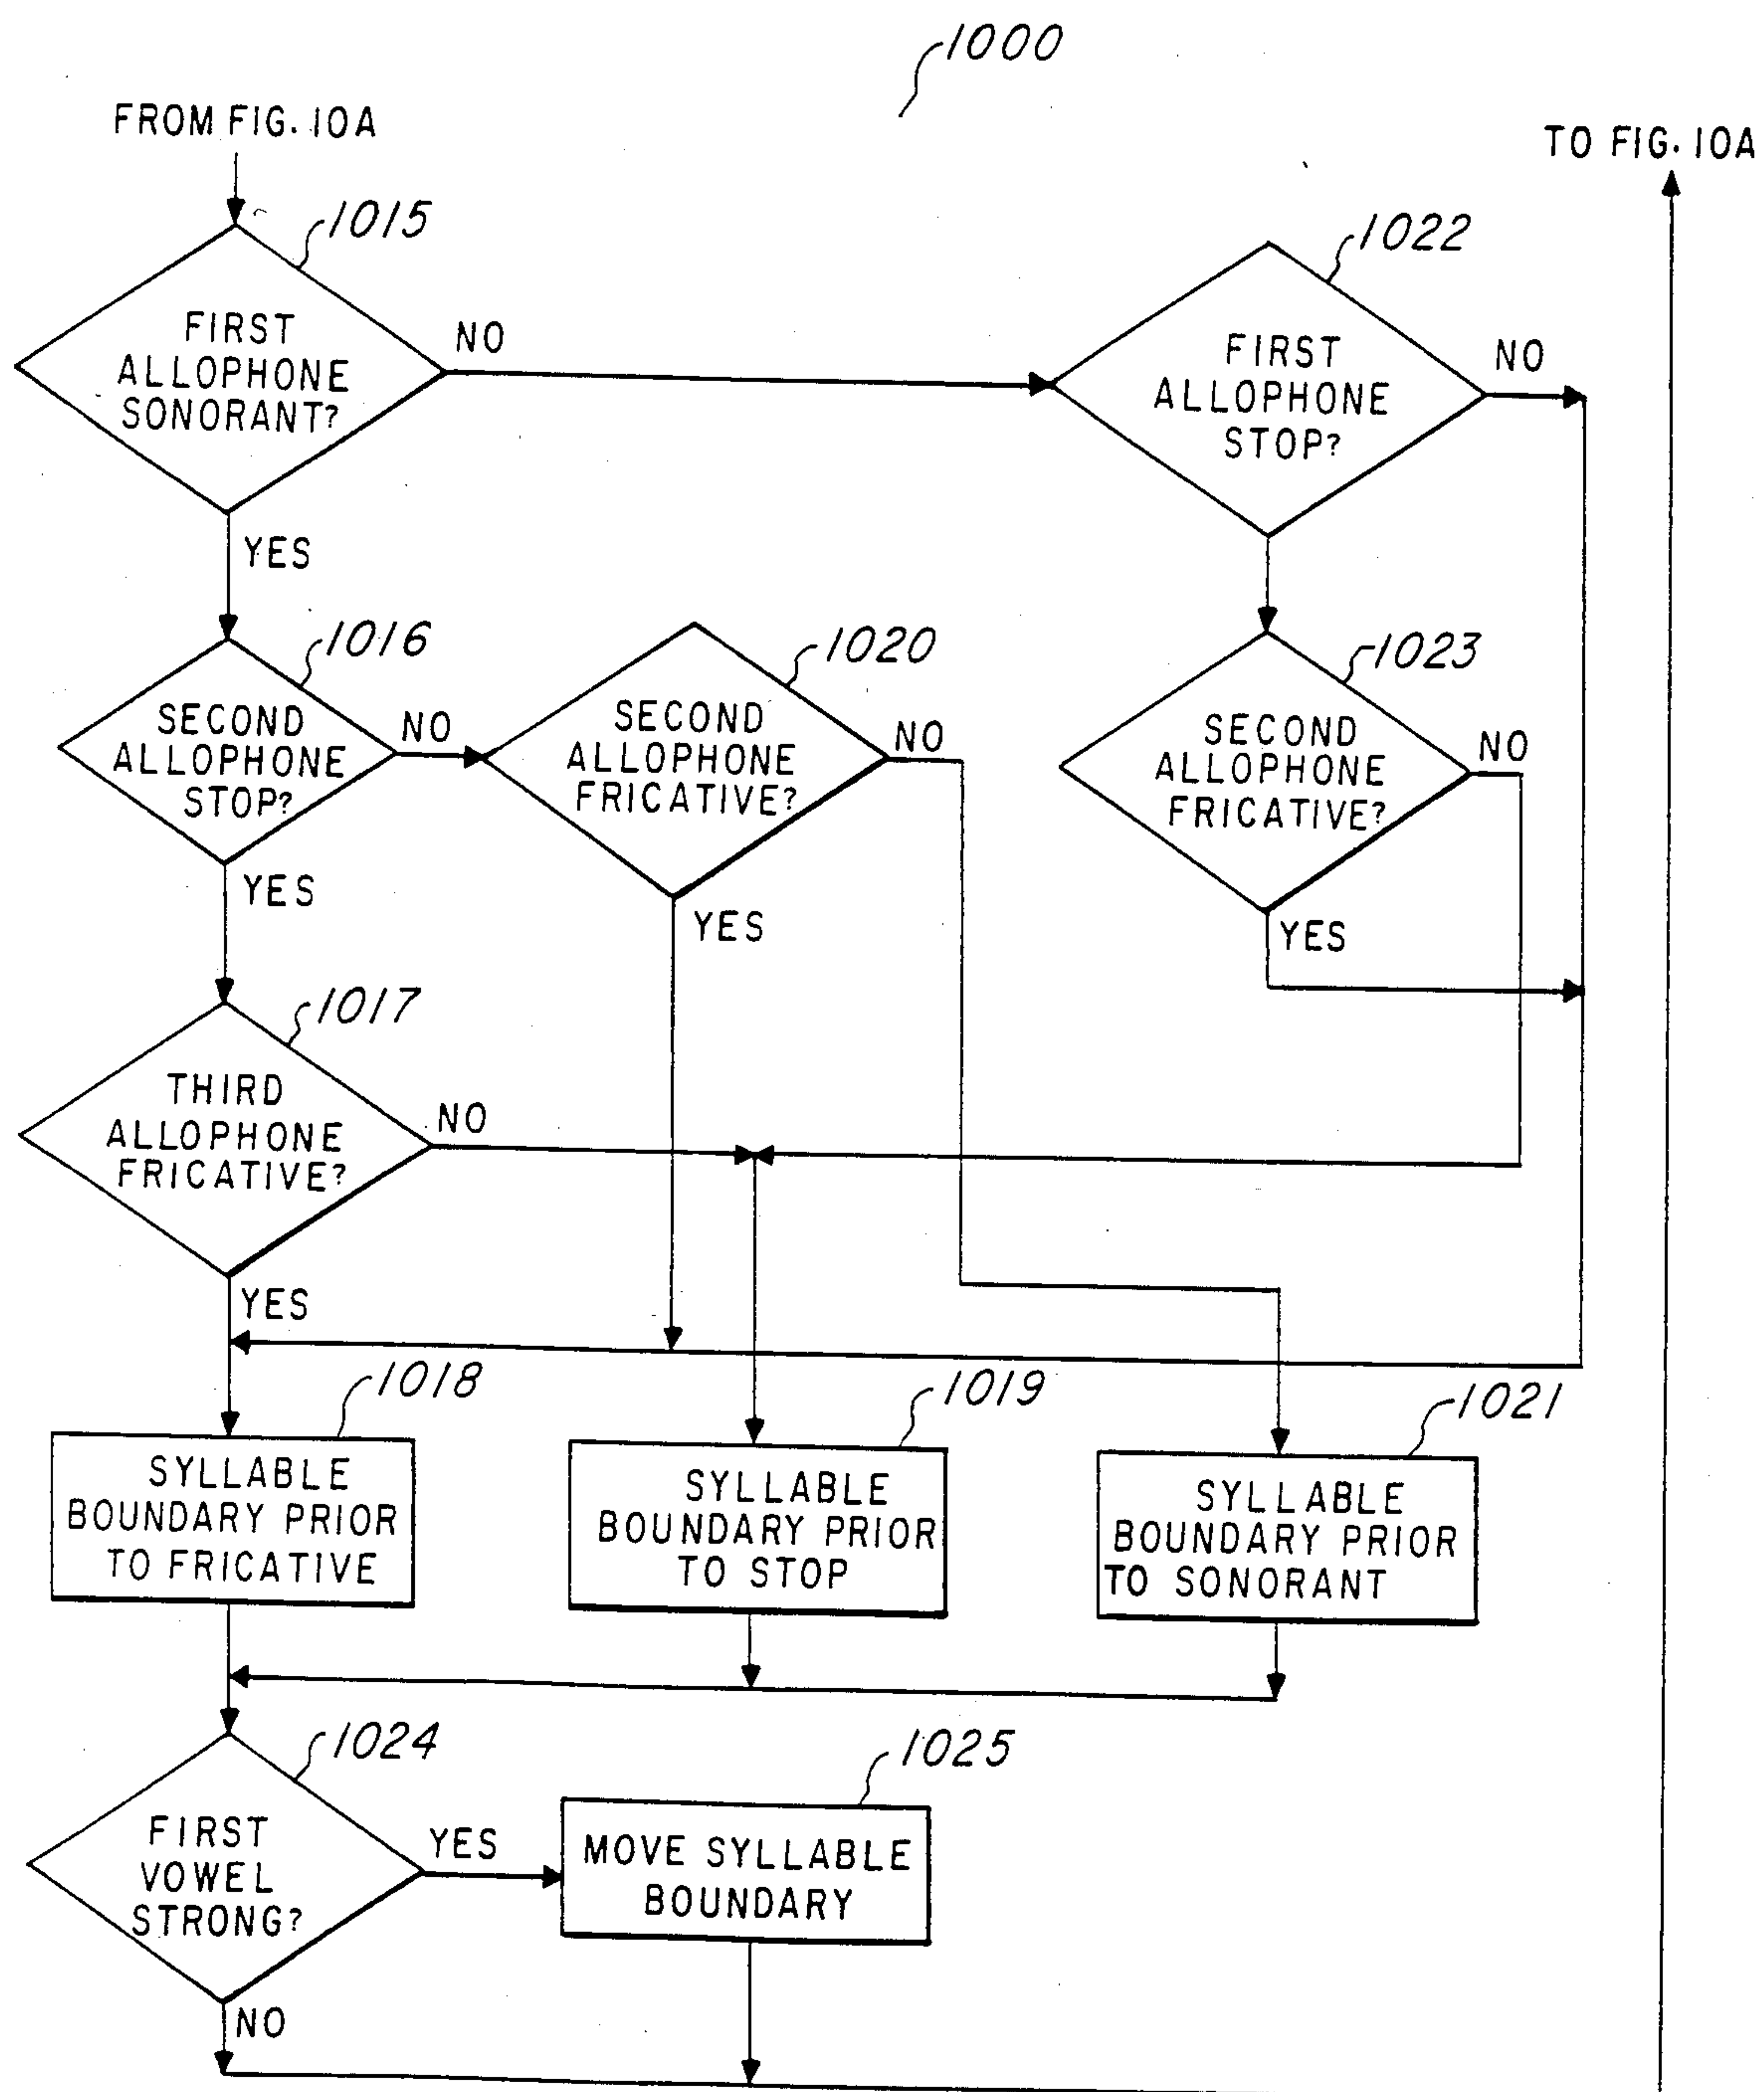 1000
FROM FIG. 10A
TO FIG. 10A
1015
1022
FIRST
ALLOPHONE
SONORANT?
NO
FIRST
ALLOPHONE
STOP?
NO
YES
1016
1020
1023
SECOND
ALLOPHONE
STOP?
NO
SECOND
ALLOPHONE
FRICATIVE?
NO
SECOND
ALLOPHONE
FRICATIVE?
NO
YES
YES
YES
1017
THIRD
ALLOPHONE
FRICATIVE?
NO
YES
1018
1019
1021
SYLLABLE
BOUNDARY PRIOR
TO FRICATIVE
SYLLABLE
BOUNDARY PRIOR
TO STOP
SYLLABLE
BOUNDARY PRIOR
TO SONORANT
1024
1025
FIRST
VOWEL
STRONG?
YES
MOVE SYLLABLE
BOUNDARY
NO